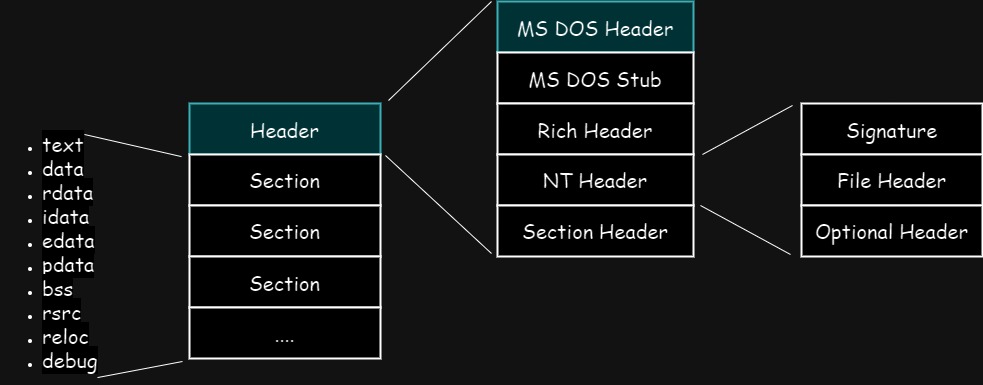 text
data
rdata
idata
edata
pdata
bss
rsrc
reloc
debug
Header
Section
Section
Section
....
MS DOS Header
MS DOS Stub
Rich Header
NT Header
Section Header
Signature
File Header
Optional Header